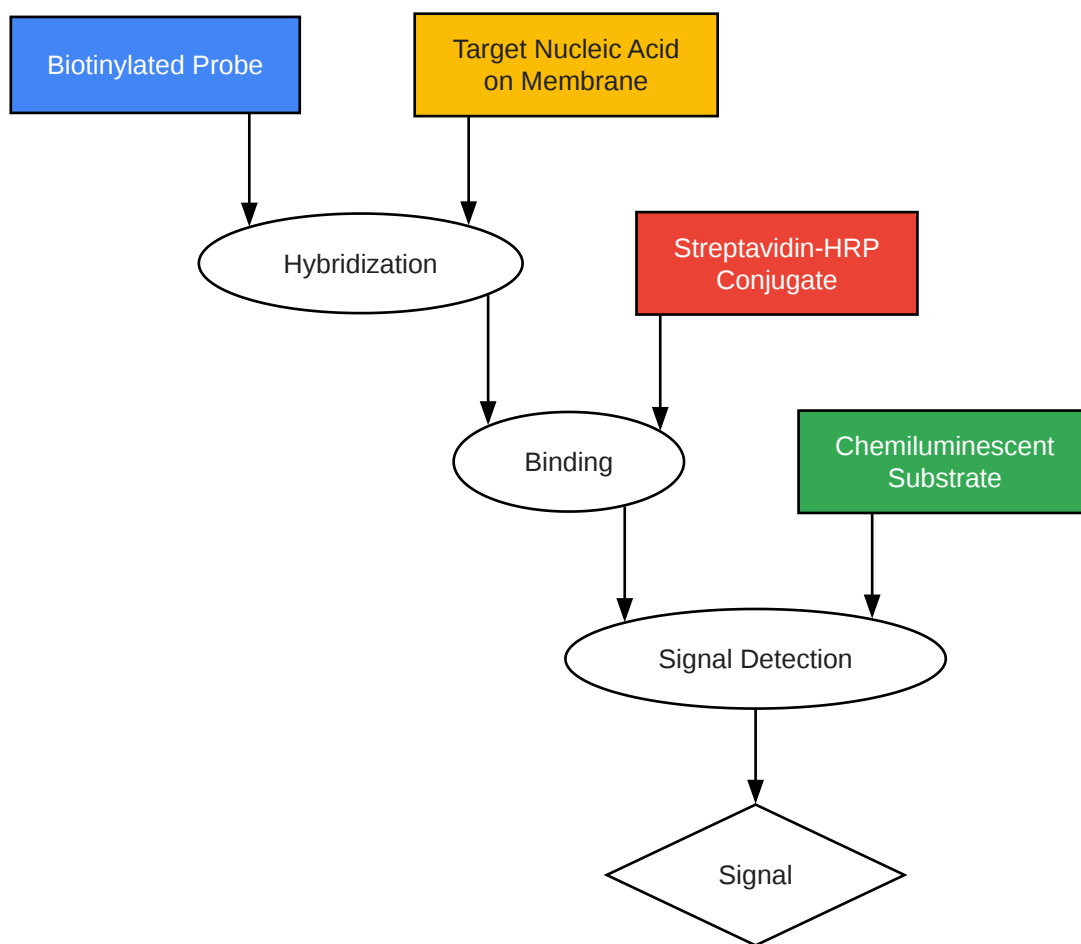 Biotinylated Probe
Target Nucleic Acid
on Membrane
Hybridization
Streptavidin-HRP
Conjugate
Binding
Chemiluminescent
Substrate
Signal Detection
Signal